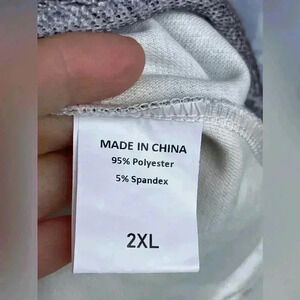 MADE IN CHINA
95% Polyester
5% Spandex
2XL